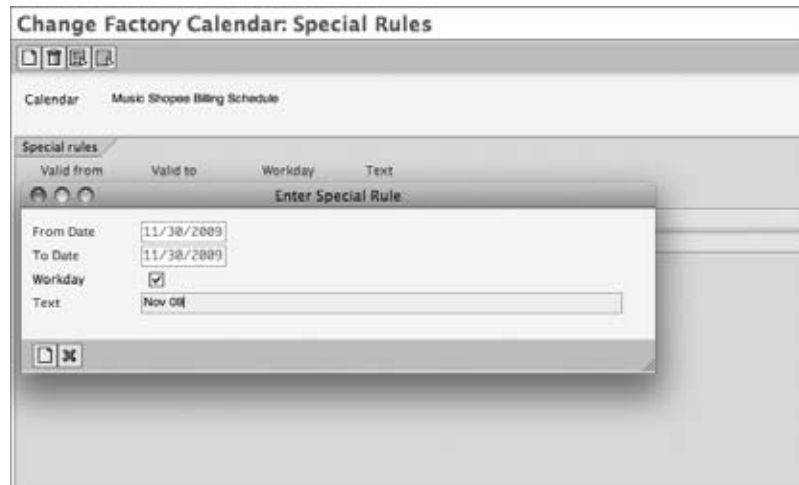 Change Factory Calendar: Special Rules
Calendar Music Shopee Billing Schedule
Special rules
Valid from Valid to Workday Text
Enter Special Rule
From Date 11/30/2009
To Date 11/30/2009
Workday
Text Nov 09